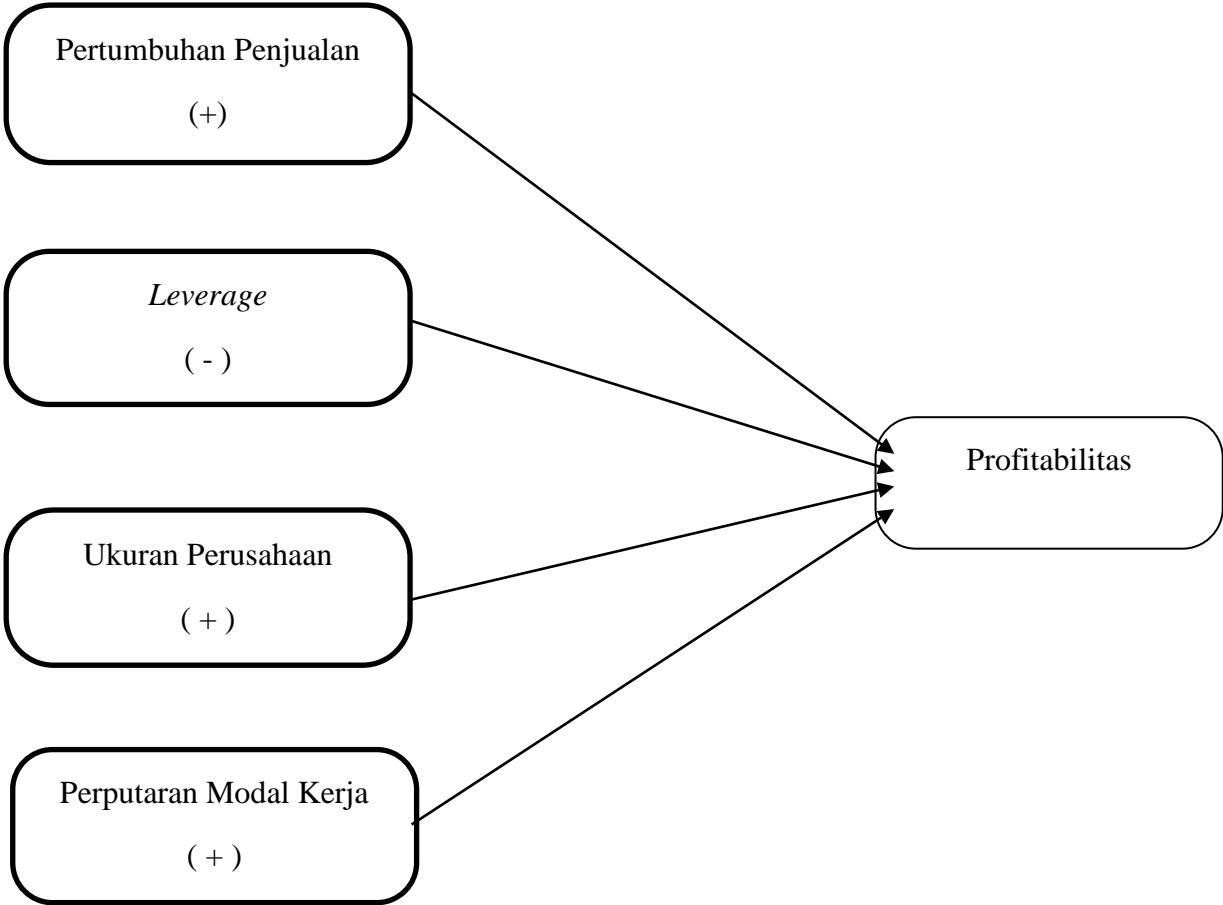 Pertumbuhan Penjualan
(+)
Leverage
( - )
Profitabilitas
Ukuran Perusahaan
( + )
Perputaran Modal Kerja
( + )